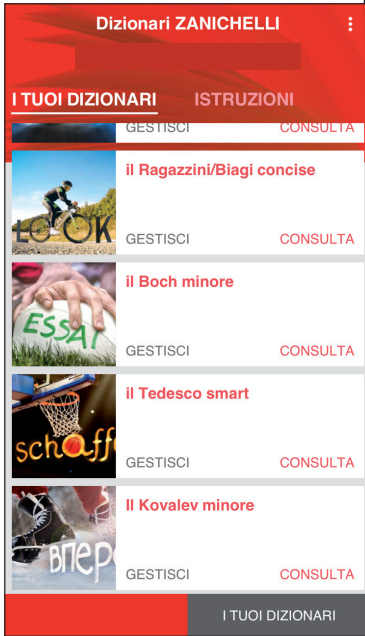 Dizionari ZANICHELLI
I TUOI DIZIONARI ISTRUZIONI
GESTISCI CONSULTA
il Ragazzini/Biagi concise
LOOK
GESTISCI CONSULTA
il Boch minore
ESSAI
GESTISCI CONSULTA
il Tedesco smart
schaff
GESTISCI CONSULTA
Il Kovalev minore
впер
GESTISCI CONSULTA
I TUOI DIZIONARI